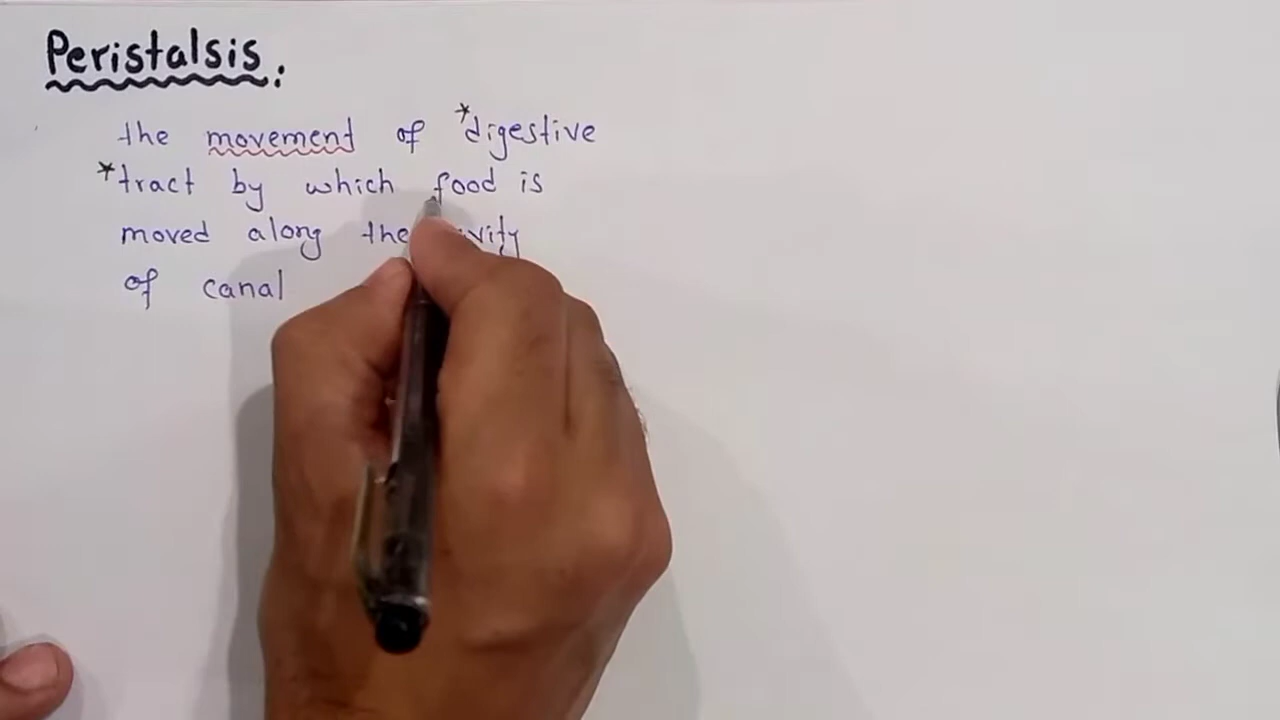 Peristalsis.
the movement of *digestive
*tract by which food is
moved along the
of canal